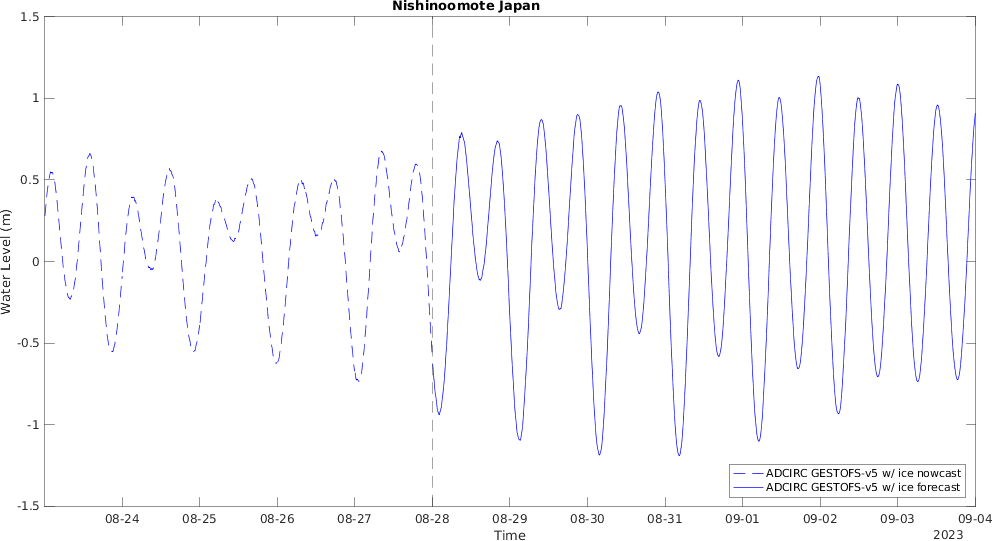 Nishinoomote Japan
1.5
1
0.5
0
-0.5
-1
-1.5
Water Level (m)
08-24 08-25 08-26 08-27 08-28 08-29 08-30 08-31 09-01 09-02 09-03 09-04
Time
2023
ADCIRC GESTOFS-v5 w/ ice nowcast
ADCIRC GESTOFS-v5 w/ ice forecast